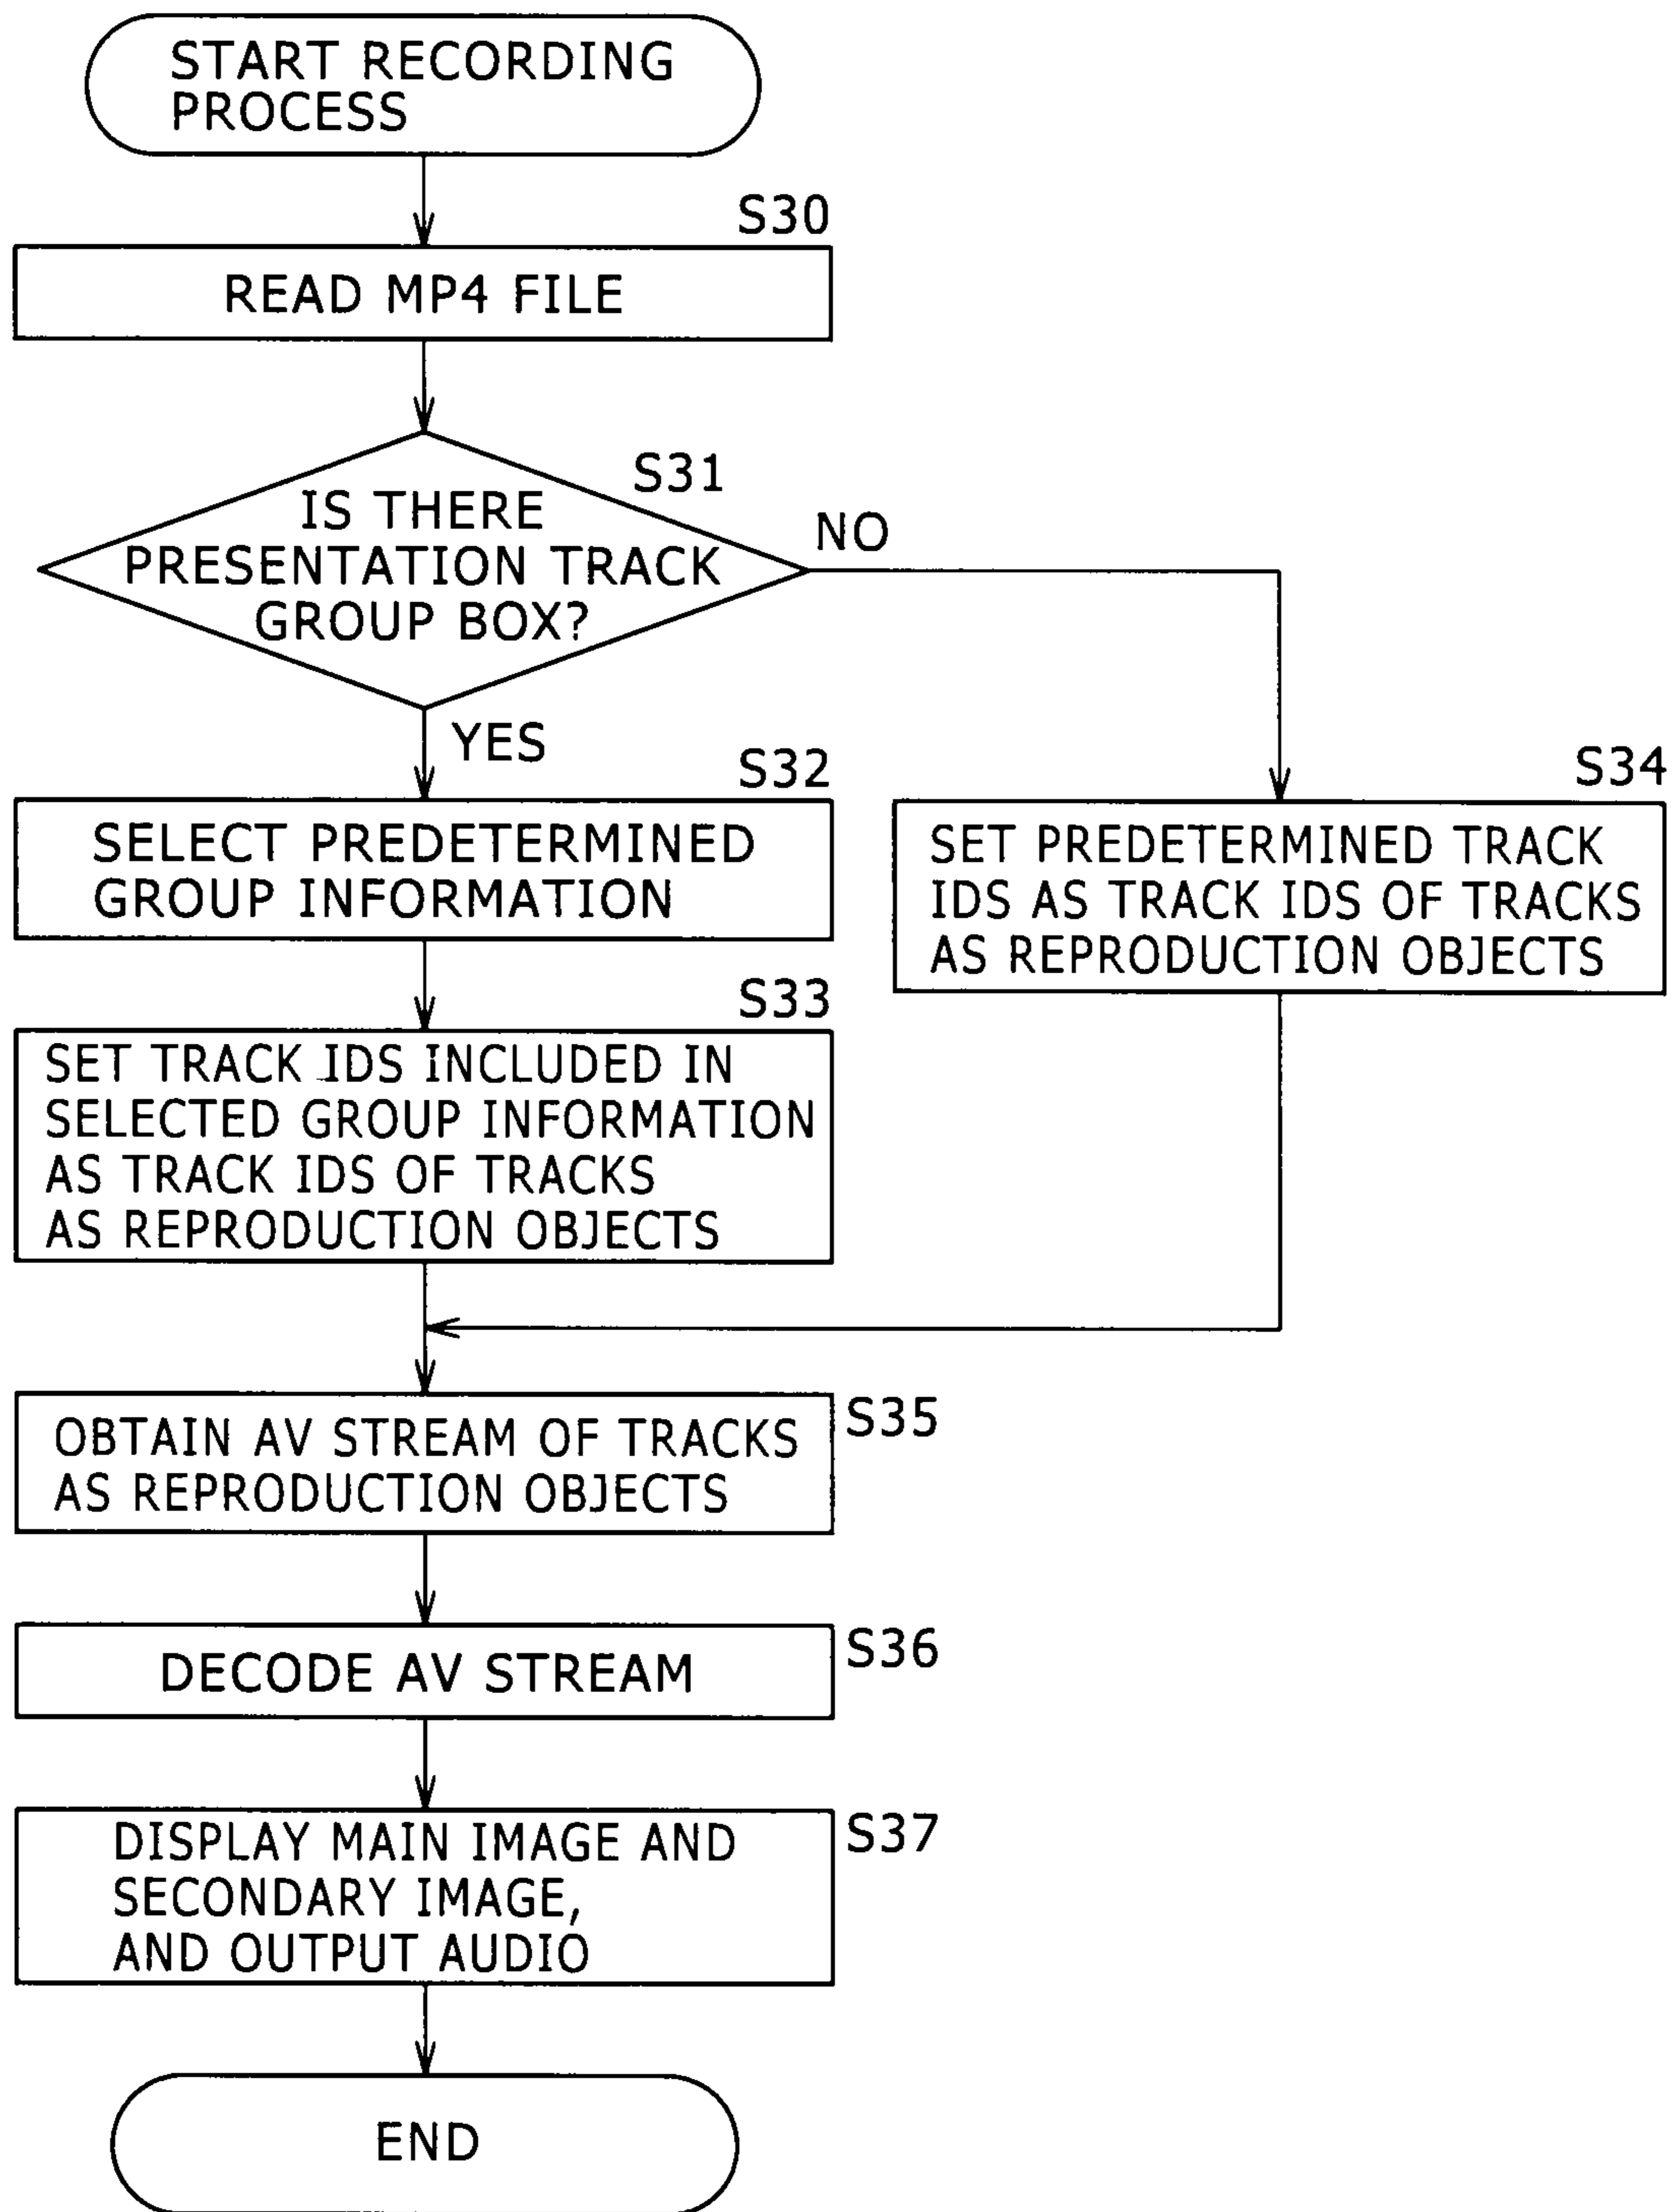 START RECORDING
PROCESS
S30
READ MP4 FILE
S31
IS THERE
PRESENTATION TRACK
GROUP BOX?
NO
YES
S32
SELECT PREDETERMINED
GROUP INFORMATION
S34
SET PREDETERMINED TRACK
IDS AS TRACK IDS OF TRACKS
AS REPRODUCTION OBJECTS
S33
SET TRACK IDS INCLUDED IN
SELECTED GROUP INFORMATION
AS TRACK IDS OF TRACKS
AS REPRODUCTION OBJECTS
S35
OBTAIN AV STREAM OF TRACKS
AS REPRODUCTION OBJECTS
S36
DECODE AV STREAM
S37
DISPLAY MAIN IMAGE AND
SECONDARY IMAGE,
AND OUTPUT AUDIO
END